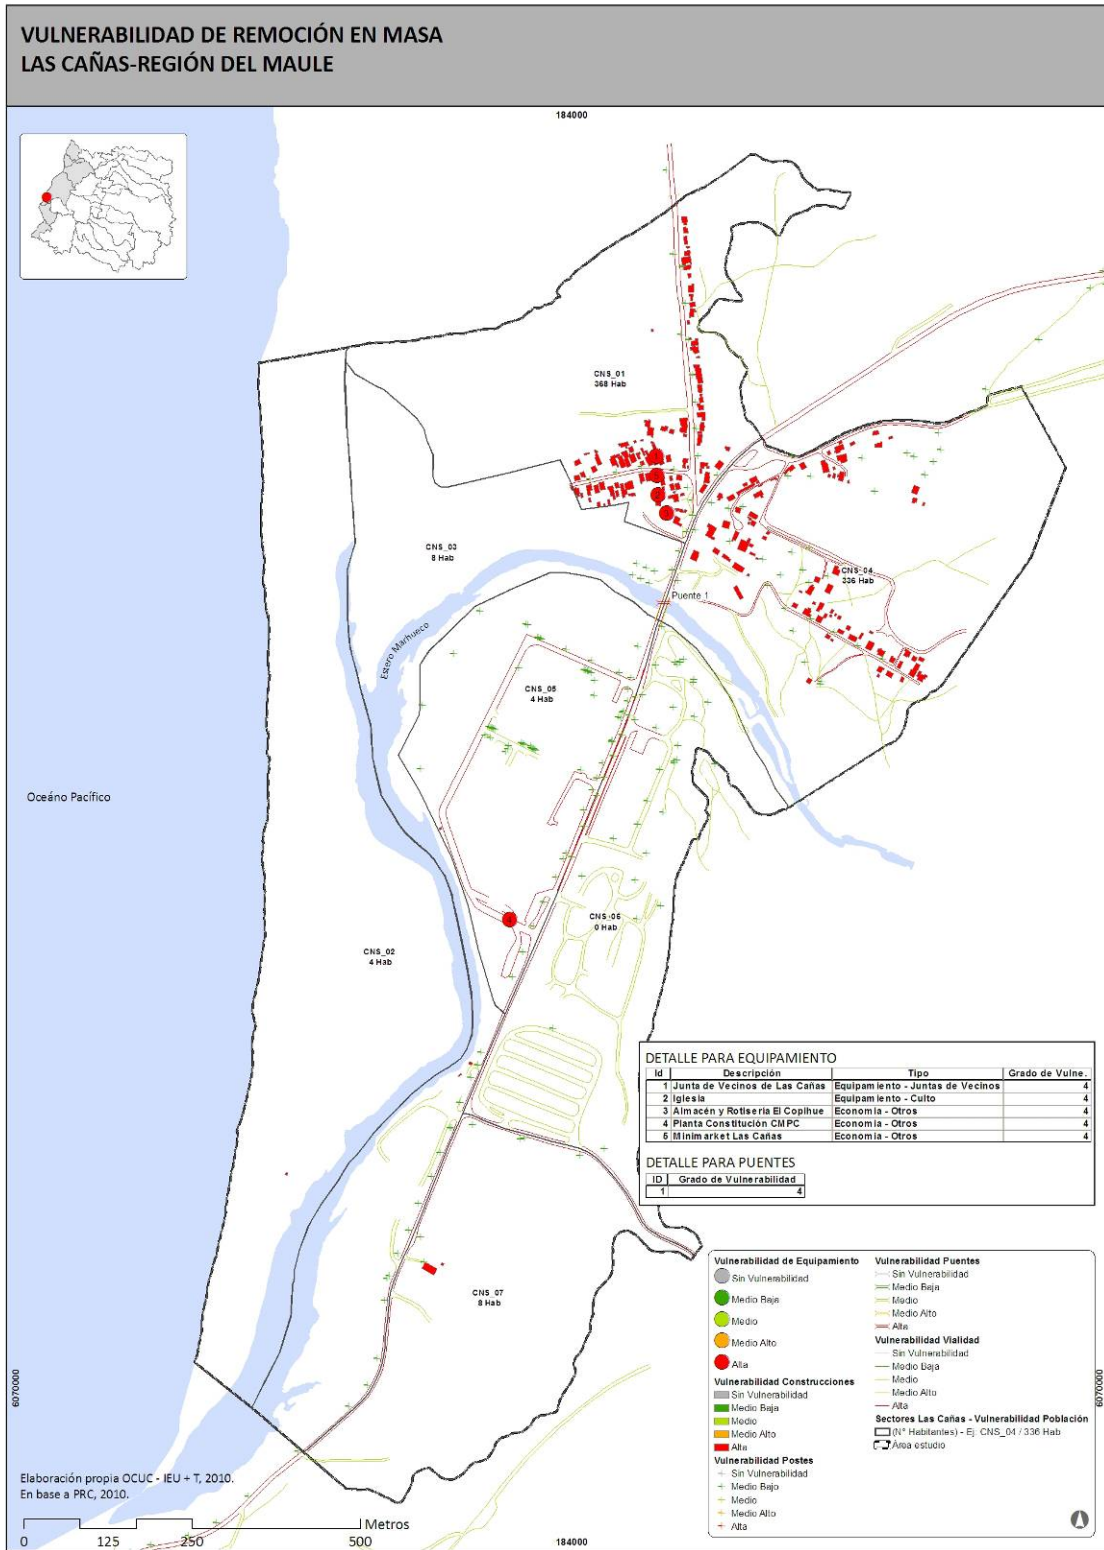 VULNERABILIDAD DE REMOCIÓN EN MASA
LAS CAÑAS-REGIÓN DEL MAULE
184000
CNS_01
368 Hab
CNS_03
8 Hab
CNS_04
336 Hab
Puente 1
Estero Marhueco
CNS_05
4 Hab
Oceáno Pacífico
CNS_06
0 Hab
CNS_02
4 Hab
CNS_07
8 Hab
DETALLE PARA EQUIPAMIENTO
Id Descripción Tipo Grado de Vulne.
1 Junta de Vecinos de Las Cañas Equipamiento - Juntas de Vecinos 4
2 Iglesia Equipamiento - Culto 4
3 Almacén y Rotiseria El Copihue Economia - Otros 4
4 Planta Constitución CMPC Economia - Otros 4
5 Minimarket Las Cañas Economia - Otros 4
DETALLE PARA PUENTES
ID Grado de Vulnerabilidad
1 4
Vulnerabilidad de Equipamiento
Sin Vulnerabilidad
Medio Baja
Medio
Medio Alto
Alta
Vulnerabilidad Construcciones
Sin Vulnerabilidad
Medio Baja
Medio
Medio Alto
Alta
Vulnerabilidad Postes
Sin Vulnerabilidad
Medio Bajo
Medio
Medio Alto
Alta
Vulnerabilidad Puentes
Sin Vulnerabilidad
Medio Baja
Medio
Medio Alto
Alta
Vulnerabilidad Vialidad
Sin Vulnerabilidad
Medio Baja
Medio
Medio Alto
Alta
Sectores Las Cañas - Vulnerabilidad Población
(N° Habitantes) - Ej: CNS_04 / 336 Hab
Área estudio
6070000
6070000
Elaboración propia OCUC - IEU + T, 2010.
En base a PRC, 2010.
Metros
0 125 250 500
184000